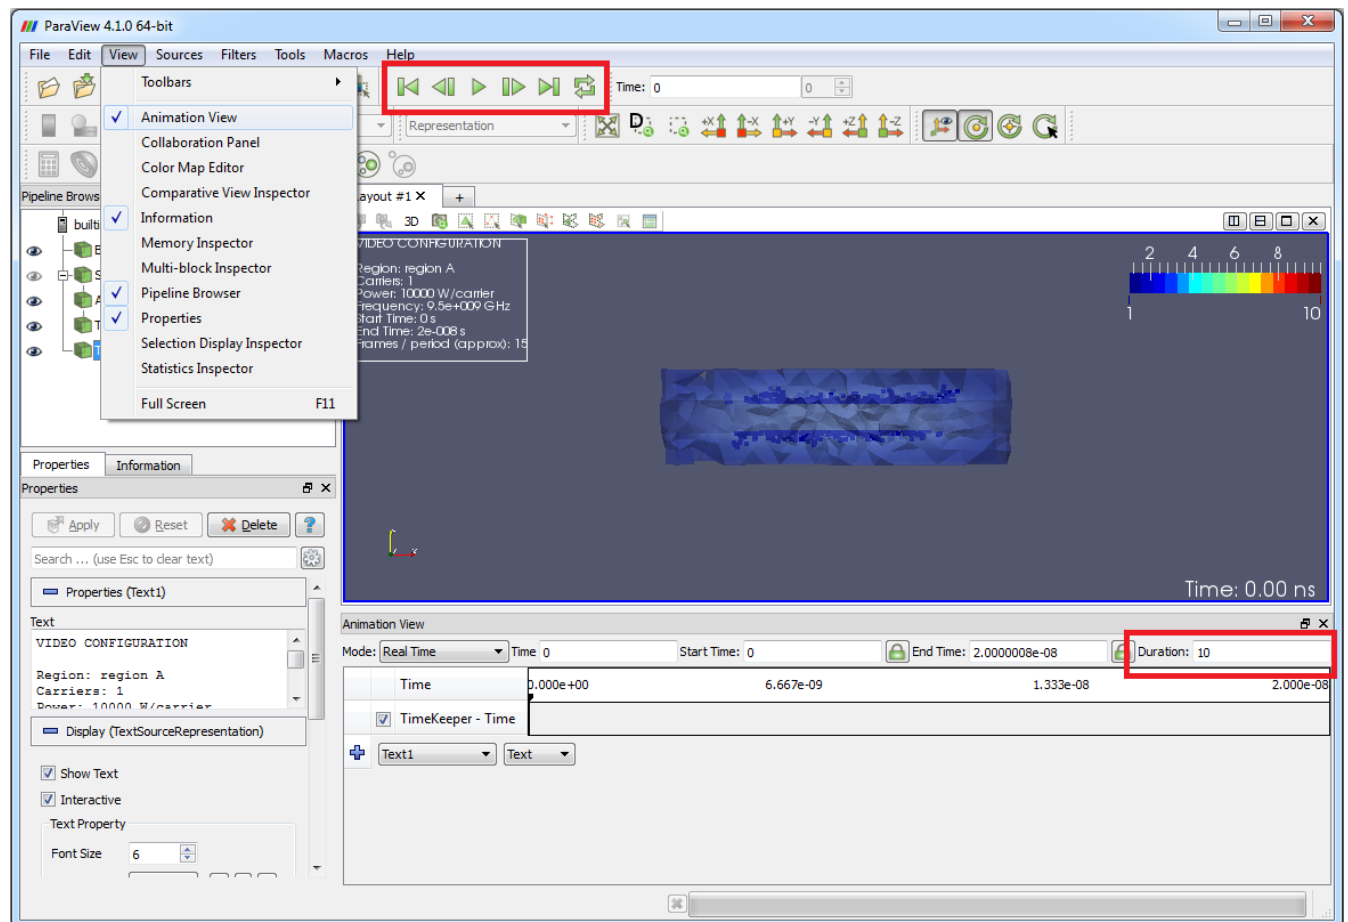 ParaView 4.1.0 64-bit
File Edit View Sources Filters Tools Macros Help
Toolbars
Time: 0 0
Animation View
Representation
Collaboration Panel
Color Map Editor
Pipeline Brows
Comparative View Inspector
ayout #1 X +
Information
3D
builti
Memory Inspector
Multi-block Inspector
Pipeline Browser
Properties
Selection Display Inspector
Statistics Inspector
Full Screen F11
VIDEO CONFIGURATION
Region: region A
Carriers: 1
Power: 10000 W/carrier
Frequency: 9.5e+009 GHz
Start Time: 0 s
End Time: 2e-008 s
Frames / period (approx): 15
2 4 6 8
1 10
Time: 0.00 ns
Properties Information
Properties
Apply Reset Delete ?
Search ... (use Esc to clear text)
Properties (Text1)
Text
VIDEO CONFIGURATION
Region: region A
Carriers: 1
Power: 10000 W/carrier
Display (TextSourceRepresentation)
Show Text
Interactive
Text Property
Font Size 6
Animation View
Mode: Real Time Time 0 Start Time: 0 End Time: 2.0000008e-08 Duration: 10
Time 0.000e+00 6.667e-09 1.333e-08 2.000e-08
TimeKeeper - Time
Text1 Text